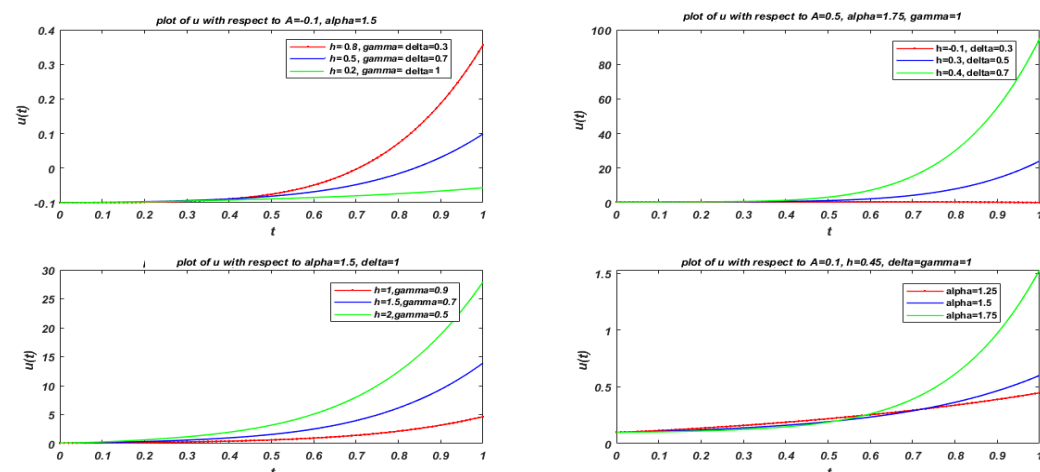 plot of u with respect to A=-0.1, alpha=1.5
0.4
0.3
0.2
0.1
0
-0.1
u(t)
h=0.8, gamma= delta=0.3
h=0.5, gamma= delta=0.7
h=0.2, gamma= delta=1
0 0.1 0.2 0.3 0.4 0.5 0.6 0.7 0.8 0.9 1
t
plot of u with respect to A=0.5, alpha=1.75, gamma=1
100
80
60
40
20
0
u(t)
h=-0.1, delta=0.3
h=0.3, delta=0.5
h=0.4, delta=0.7
0 0.1 0.2 0.3 0.4 0.5 0.6 0.7 0.8 0.9 1
t
plot of u with respect to alpha=1.5, delta=1
30
25
20
15
10
5
0
u(t)
h=1,gamma=0.9
h=1.5,gamma=0.7
h=2,gamma=0.5
0 0.1 0.2 0.3 0.4 0.5 0.6 0.7 0.8 0.9 1
t
plot of u with respect to A=0.1, h=0.45, delta=gamma=1
1.5
1
0.5
0
u(t)
alpha=1.25
alpha=1.5
alpha=1.75
0 0.1 0.2 0.3 0.4 0.5 0.6 0.7 0.8 0.9 1
t